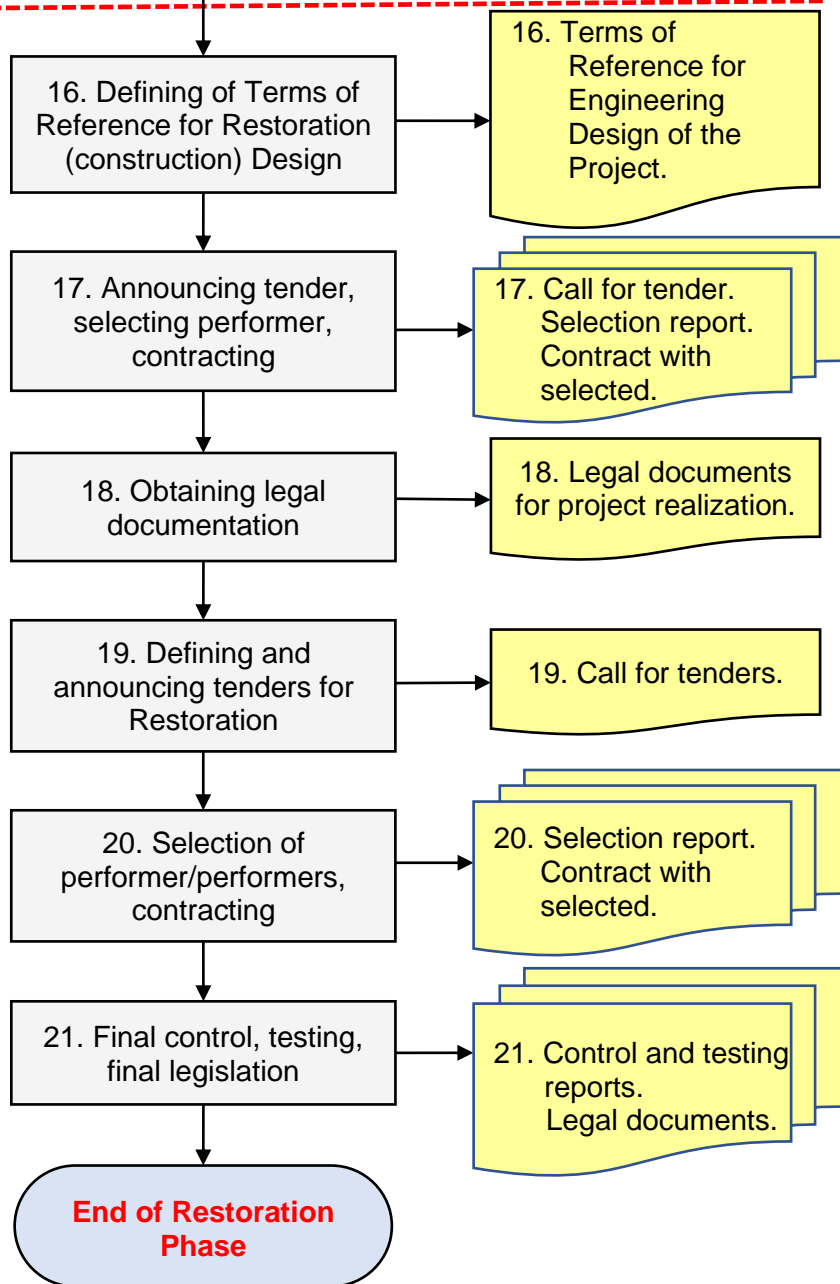 16. Defining of Terms of
Reference for Restoration
(construction) Design
16. Terms of
Reference for
Engineering
Design of the
Project.
17. Announcing tender,
selecting performer,
contracting
17. Call for tender.
Selection report.
Contract with
selected.
18. Obtaining legal
documentation
18. Legal documents
for project realization.
19. Defining and
announcing tenders for
Restoration
19. Call for tenders.
20. Selection of
performer/performers,
contracting
20. Selection report.
Contract with
selected.
21. Final control, testing,
final legislation
21. Control and testing
reports.
Legal documents.
End of Restoration
Phase